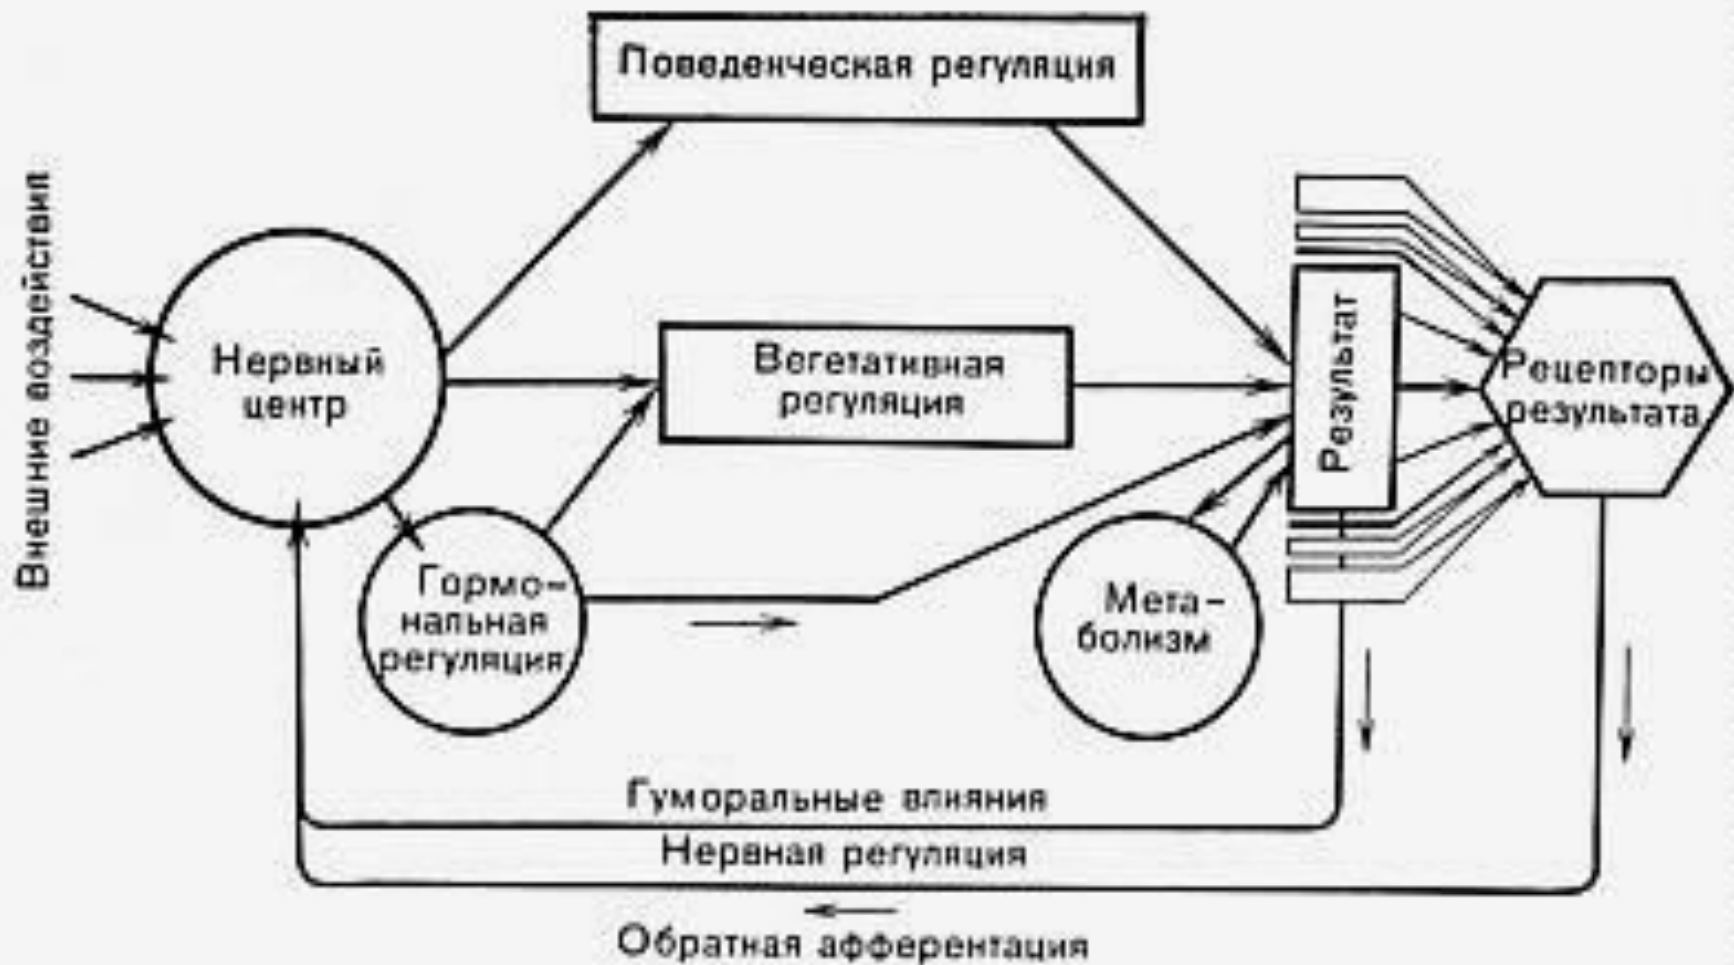 Поведенческая регуляция
Внешние воздействия
Нервный
центр
Вегетативная
регуляция
Результат
Рецепторы
результата
Гормо-
нальная
регуляция
Мета-
болизм
Гуморальные влияния
Нервная регуляция
Обратная афферентация